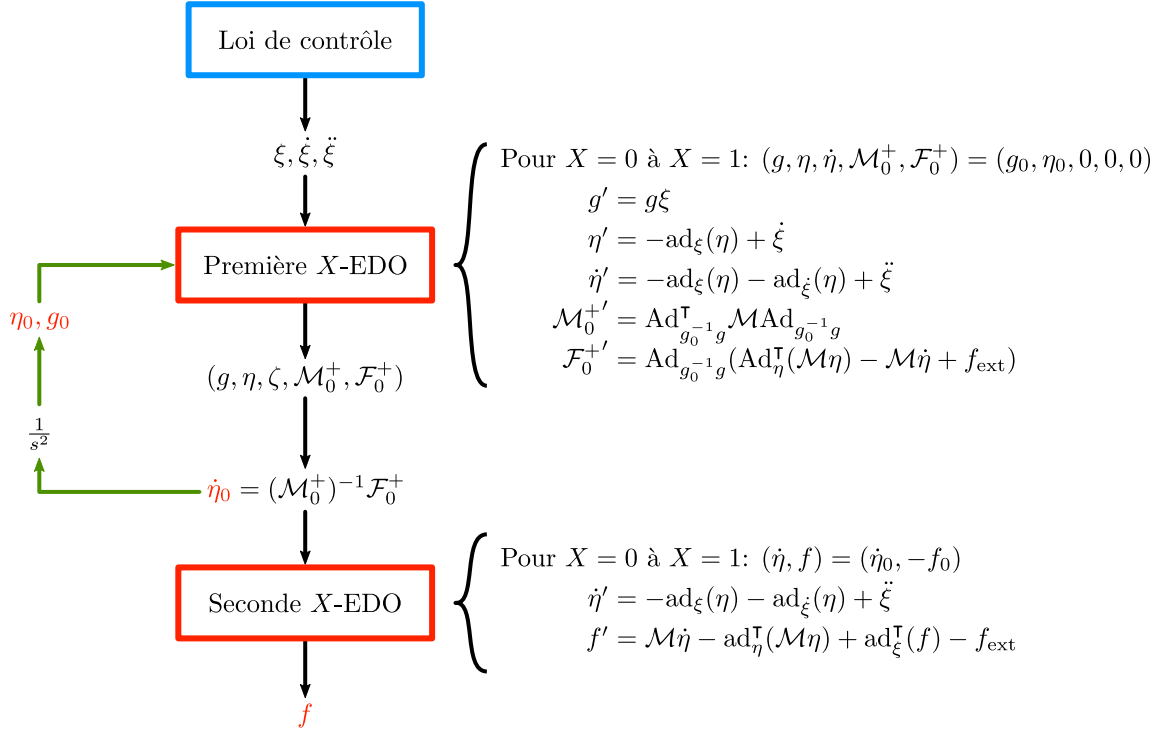 Loi de contrôle
ξ, ξ̇, ξ̈
Pour X = 0 à X = 1: (g, η, η̇, ℳ₀⁺, ℱ₀⁺) = (g₀, η₀, 0, 0, 0)
g′ = gξ
η′ = −ad_ξ(η) + ξ̇
η̇′ = −ad_ξ(η) − ad_ξ̇(η) + ξ̈
ℳ₀⁺′ = Ad^⊺_{g₀⁻¹g} ℳAd_{g₀⁻¹g}
ℱ₀⁺′ = Ad_{g₀⁻¹g}(Ad^⊺_η(ℳη) − ℳη̇ + f_ext)
Première X-EDO
η₀, g₀
(g, η, ζ, ℳ₀⁺, ℱ₀⁺)
1/s²
η̇₀ = (ℳ₀⁺)⁻¹ℱ₀⁺
Pour X = 0 à X = 1: (η̇, f) = (η̇₀, −f₀)
η̇′ = −ad_ξ(η) − ad_ξ̇(η) + ξ̈
f′ = ℳη̇ − ad^⊺_η(ℳη) + ad^⊺_ξ(f) − f_ext
Seconde X-EDO
f